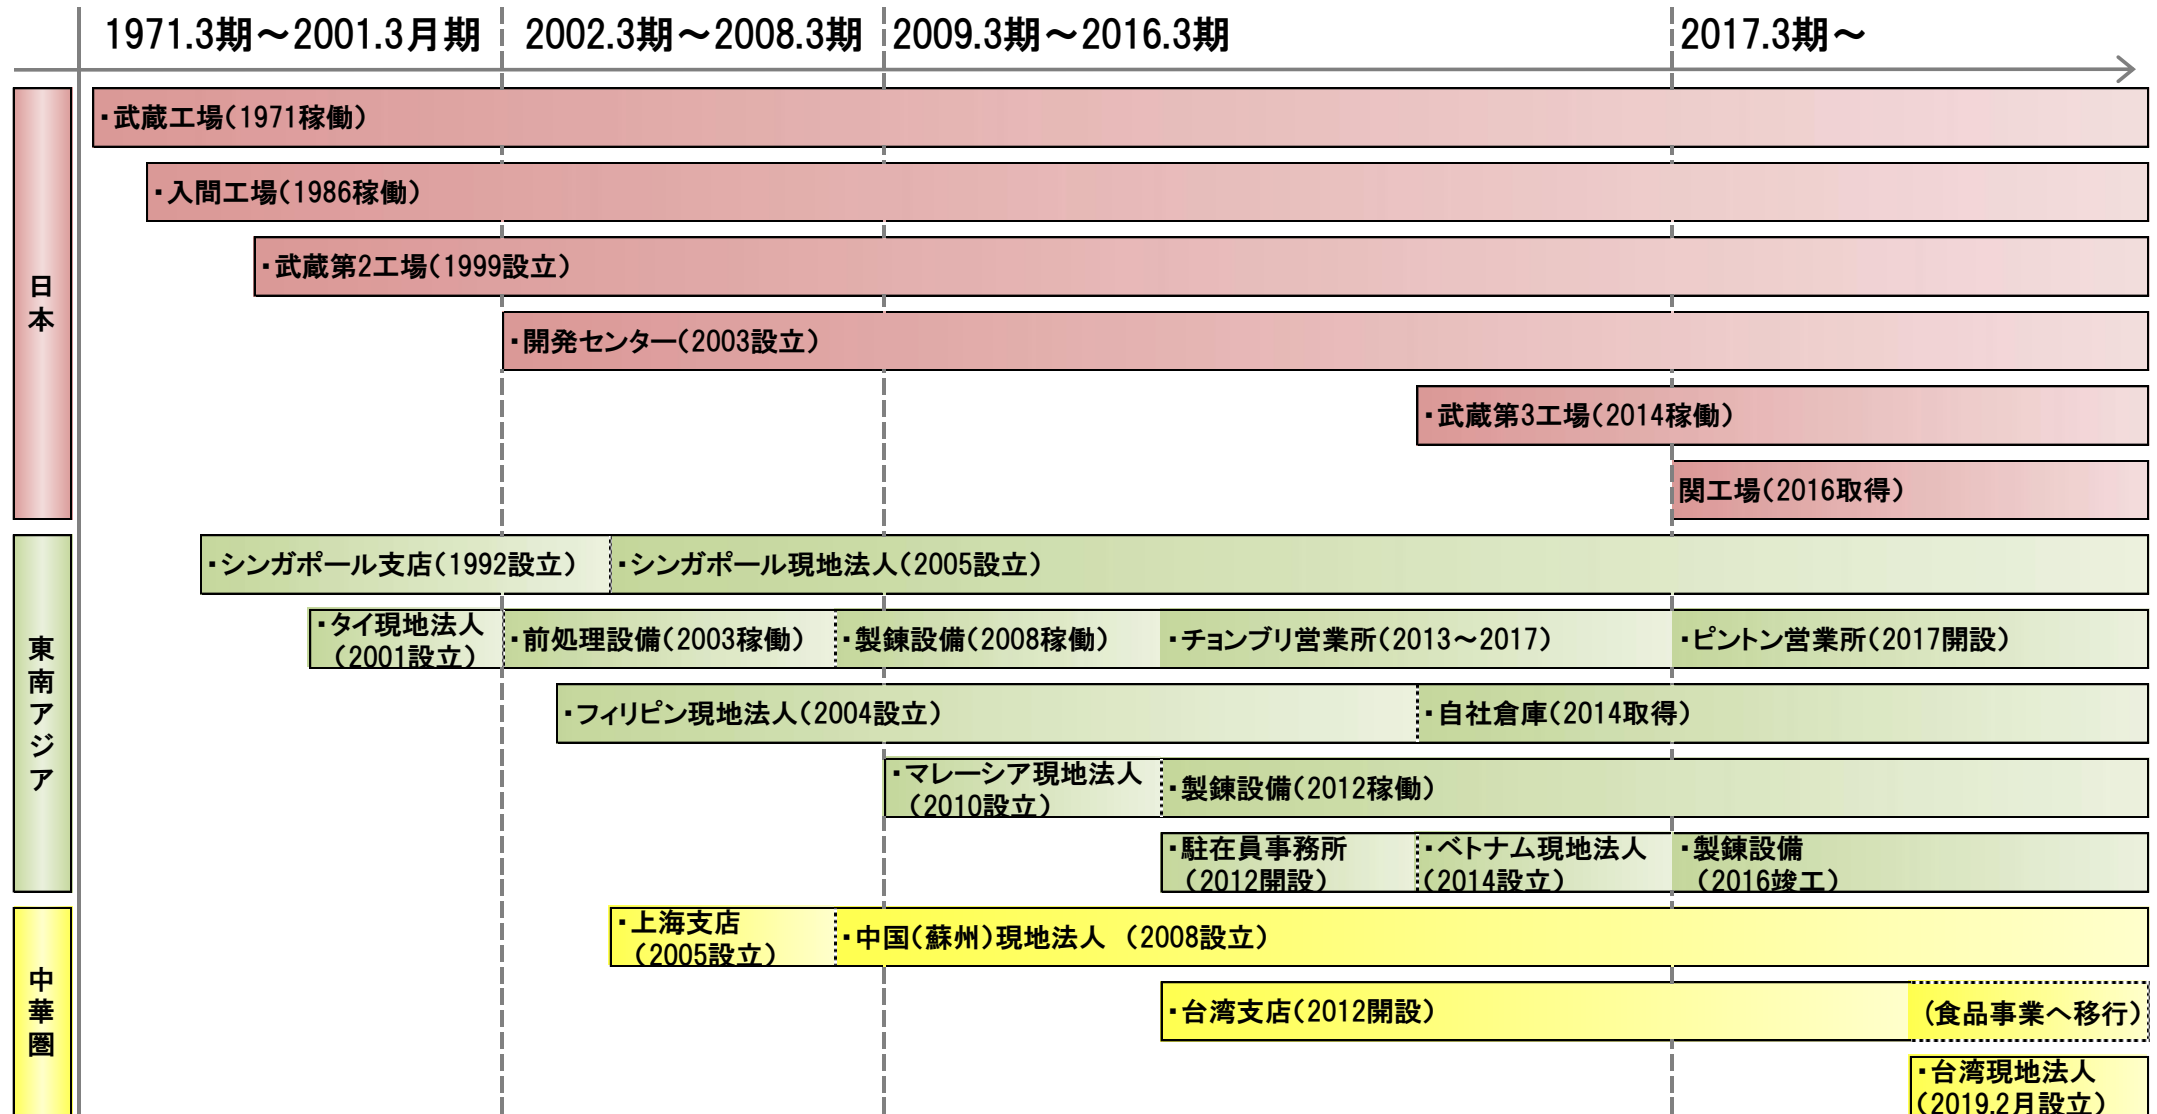 1971.3期～2001.3月期
2002.3期～2008.3期
2009.3期～2016.3期
2017.3期～
日本
・武蔵工場（1971稼働）
・入間工場（1986稼働）
・武蔵第2工場（1999設立）
・開発センター（2003設立）
・武蔵第3工場（2014稼働）
関工場（2016取得）
東南アジア
・シンガポール支店（1992設立）
・シンガポール現地法人（2005設立）
・タイ現地法人
（2001設立）
・前処理設備（2003稼働）
・製錬設備（2008稼働）
・チョンブリ営業所（2013～2017）
・ピントン営業所（2017開設）
・フィリピン現地法人（2004設立）
・自社倉庫（2014取得）
・マレーシア現地法人
（2010設立）
・製錬設備（2012稼働）
・駐在員事務所
（2012開設）
・ベトナム現地法人
（2014設立）
・製錬設備
（2016竣工）
中華圏
・上海支店
（2005設立）
・中国（蘇州）現地法人 （2008設立）
・台湾支店（2012開設）
（食品事業へ移行）
・台湾現地法人
（2019.2月設立）